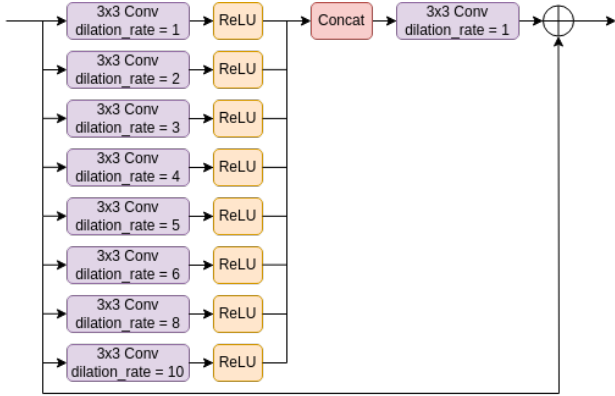 3x3 Conv
dilation_rate = 1
ReLU
Concat
3x3 Conv
dilation_rate = 1
3x3 Conv
dilation_rate = 2
ReLU
3x3 Conv
dilation_rate = 3
ReLU
3x3 Conv
dilation_rate = 4
ReLU
3x3 Conv
dilation_rate = 5
ReLU
3x3 Conv
dilation_rate = 6
ReLU
3x3 Conv
dilation_rate = 8
ReLU
3x3 Conv
dilation_rate = 10
ReLU